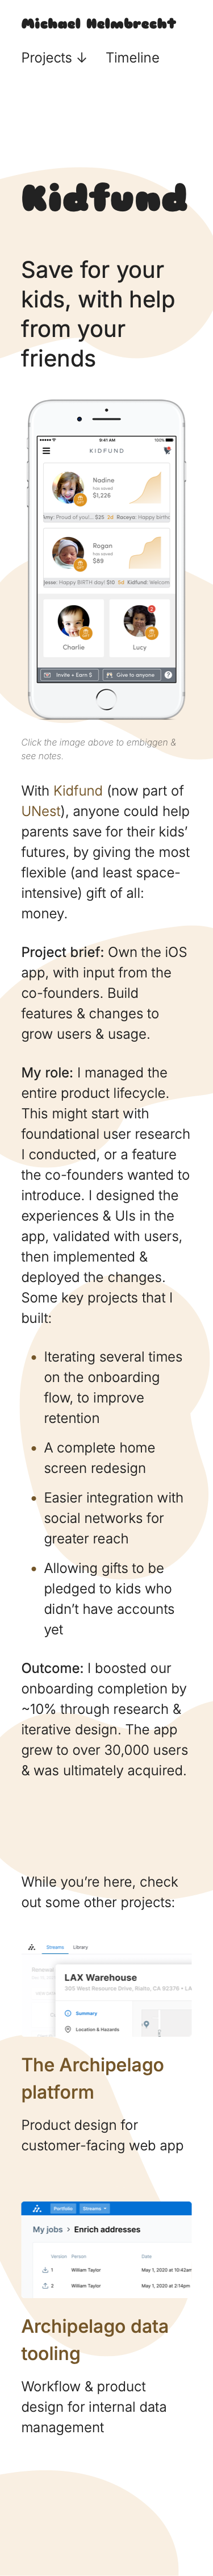 Michael Helmbrecht
Projects ↓ Timeline
Kidfund
Save for your
kids, with help
from your
friends
9:41 AM 100%
KIDFUND
Nadine
has saved
$1,226
my: Proud of you!... $25 2d Raceya: Happy birthd
Rogan
has saved
$89
Jesse: Happy BIRTH day! $10 5d Kidfund: Welcom
2
Charlie Lucy
Invite + Earn $ Give to anyone ?
Click the image above to embiggen &
see notes.
With Kidfund (now part of
UNest), anyone could help
parents save for their kids’
futures, by giving the most
flexible (and least space-
intensive) gift of all:
money.
Project brief: Own the iOS
app, with input from the
co-founders. Build
features & changes to
grow users & usage.
My role: I managed the
entire product lifecycle.
This might start with
foundational user research
I conducted, or a feature
the co-founders wanted to
introduce. I designed the
experiences & UIs in the
app, validated with users,
then implemented &
deployed the changes.
Some key projects that I
built:
• Iterating several times
on the onboarding
flow, to improve
retention
• A complete home
screen redesign
• Easier integration with
social networks for
greater reach
• Allowing gifts to be
pledged to kids who
didn’t have accounts
yet
Outcome: I boosted our
onboarding completion by
~10% through research &
iterative design. The app
grew to over 30,000 users
& was ultimately acquired.
While you’re here, check
out some other projects:
Streams Library
Renewal
LAX Warehouse
305 West Resource Drive, Rialto, CA 92376 • LA
Summary
Location & Hazards
The Archipelago
platform
Product design for
customer-facing web app
Portfolio Streams
My jobs > Enrich addresses
Version Person Date
1 William Taylor May 1, 2020 at 10:42am
2 William Taylor May 1, 2020 at 2:14pm
Archipelago data
tooling
Workflow & product
design for internal data
management